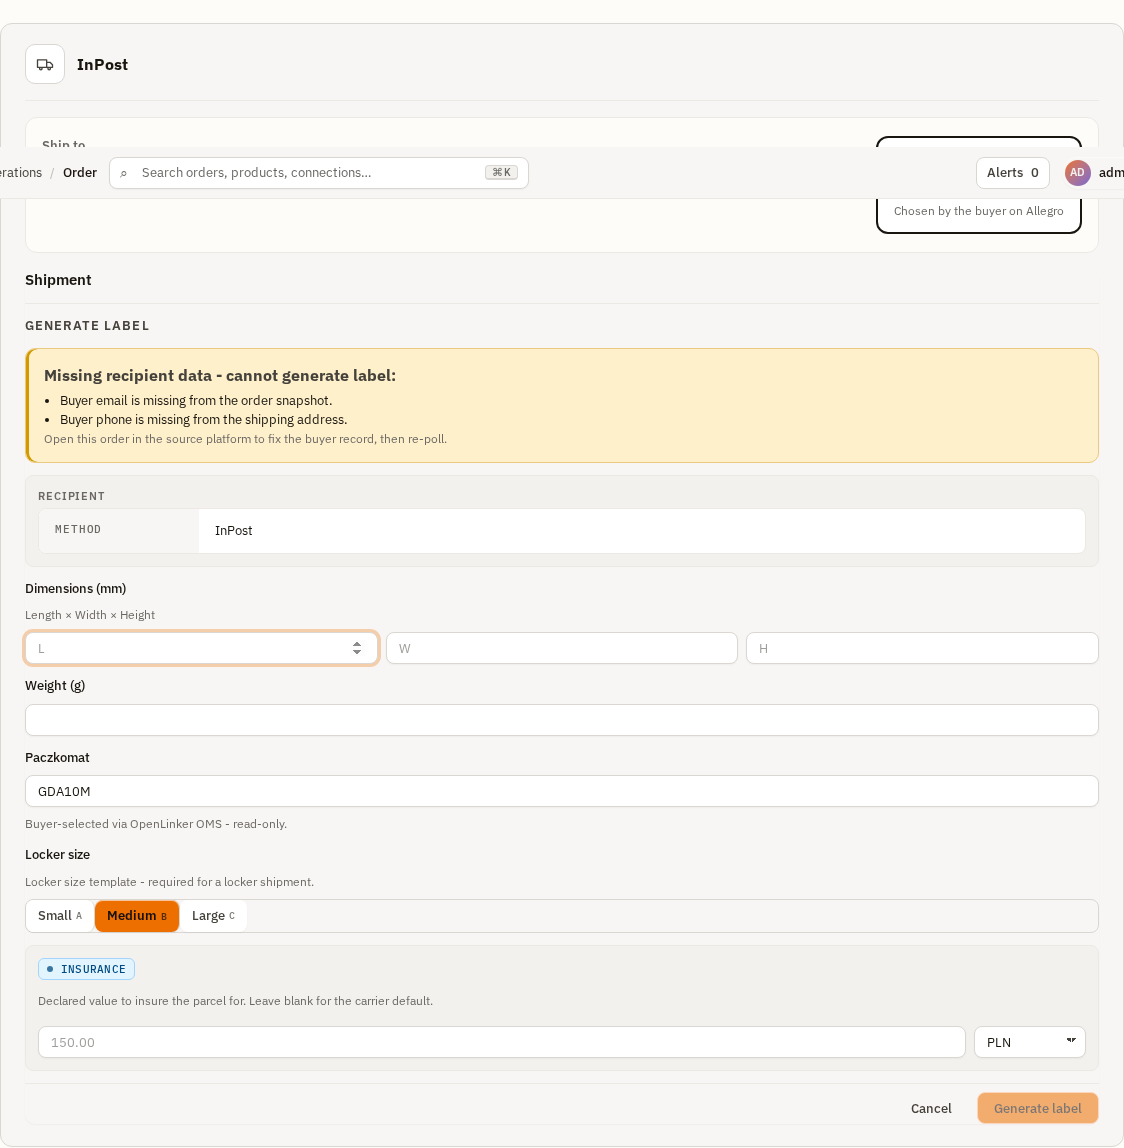 InPost
Ship to
erations / Order
Search orders, products, connections...
⌘K
Alerts 0
AD
adm
Chosen by the buyer on Allegro
Shipment
GENERATE LABEL
Missing recipient data - cannot generate label:
• Buyer email is missing from the order snapshot.
• Buyer phone is missing from the shipping address.
Open this order in the source platform to fix the buyer record, then re-poll.
RECIPIENT
METHOD
InPost
Dimensions (mm)
Length × Width × Height
L
W
H
Weight (g)
Paczkomat
GDA10M
Buyer-selected via OpenLinker OMS - read-only.
Locker size
Locker size template - required for a locker shipment.
Small A
Medium B
Large C
INSURANCE
Declared value to insure the parcel for. Leave blank for the carrier default.
150.00
PLN
Cancel
Generate label